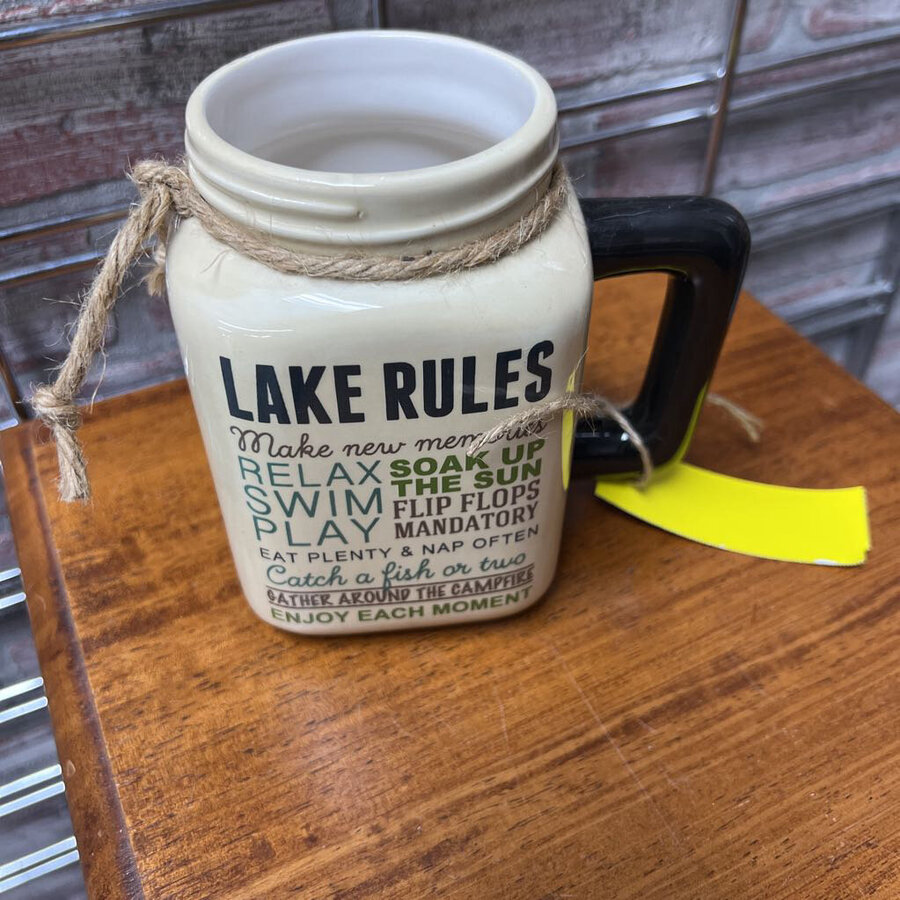 LAKE RULES
Make new memories
RELAX
SWIM
PLAY
SOAK UP
THE SUN
FLIP FLOPS
MANDATORY
EAT PLENTY & NAP OFTEN
Catch a fish or two
GATHER AROUND THE CAMPFIRE
ENJOY EACH MOMENT